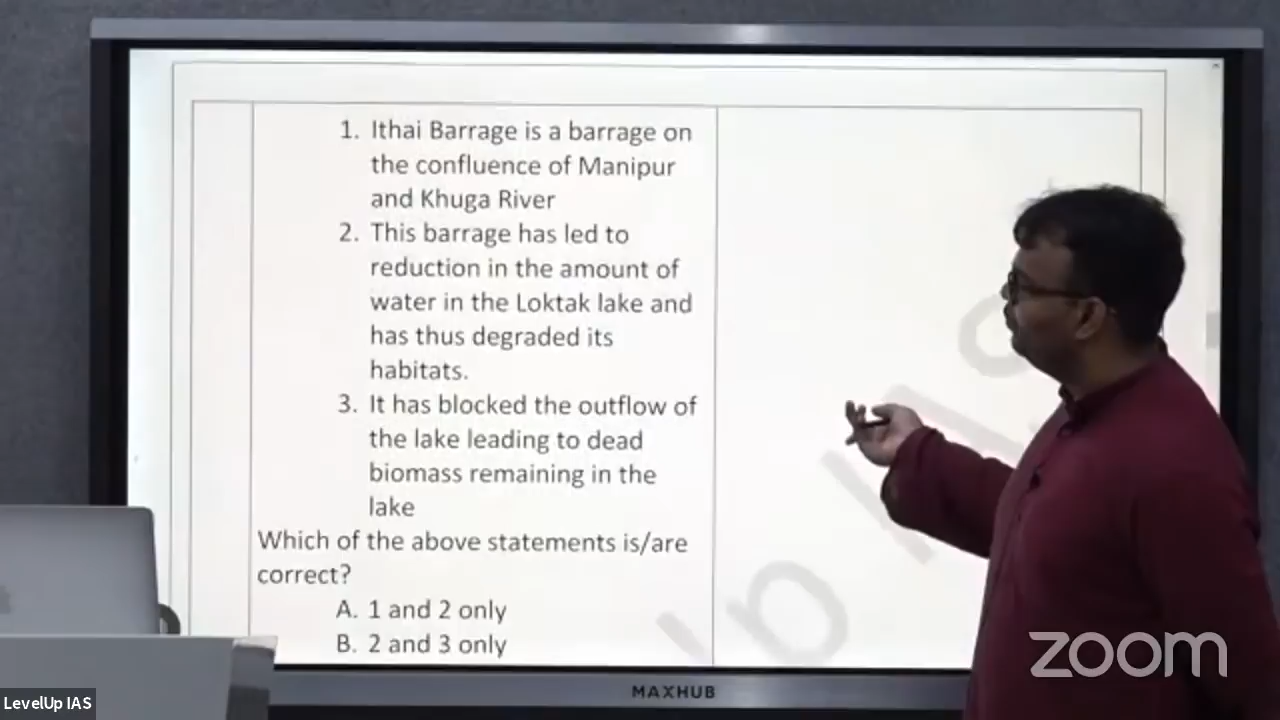 1. Ithai Barrage is a barrage on
the confluence of Manipur
and Khuga River
2. This barrage has led to
reduction in the amount of
water in the Loktak lake and
has thus degraded its
habitats.
3. It has blocked the outflow of
the lake leading to dead
biomass remaining in the
lake
Which of the above statements is/are
correct?
A. 1 and 2 only
B. 2 and 3 only
MAXHUB
zoom
LevelUp IAS